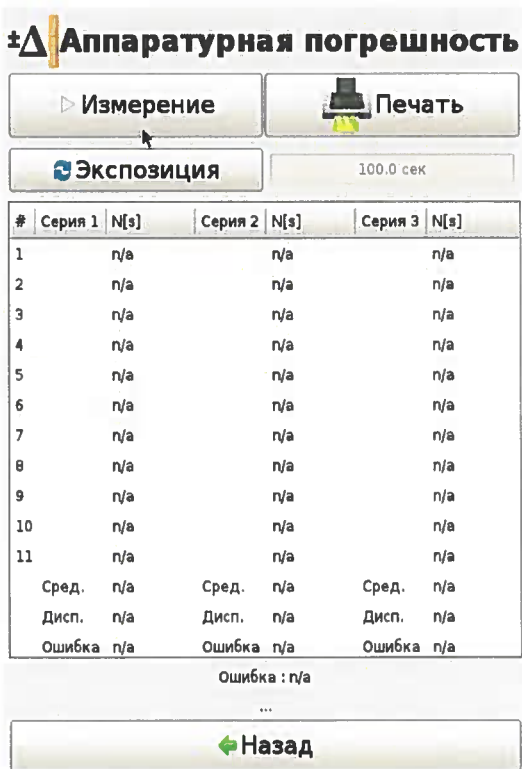 ±Δ Аппаратурная погрешность
Измерение Печать
Экспозиция 100.0 сек
# Серия 1 N[s] Серия 2 N[s] Серия 3 N[s]
1 n/a n/a n/a
2 n/a n/a n/a
3 n/a n/a n/a
4 n/a n/a n/a
5 n/a n/a n/a
6 n/a n/a n/a
7 n/a n/a n/a
8 n/a n/a n/a
9 n/a n/a n/a
10 n/a n/a n/a
11 n/a n/a n/a
Сред. n/a Сред. n/a Сред. n/a
Дисп. n/a Дисп. n/a Дисп. n/a
Ошибка n/a Ошибка n/a Ошибка n/a
Ошибка : n/a
...
Назад